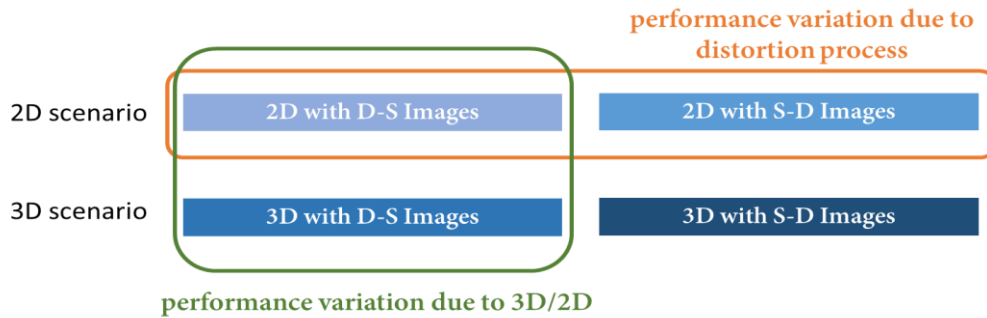 performance variation due to
distortion process
2D scenario
2D with D-S Images
2D with S-D Images
3D scenario
3D with D-S Images
3D with S-D Images
performance variation due to 3D/2D